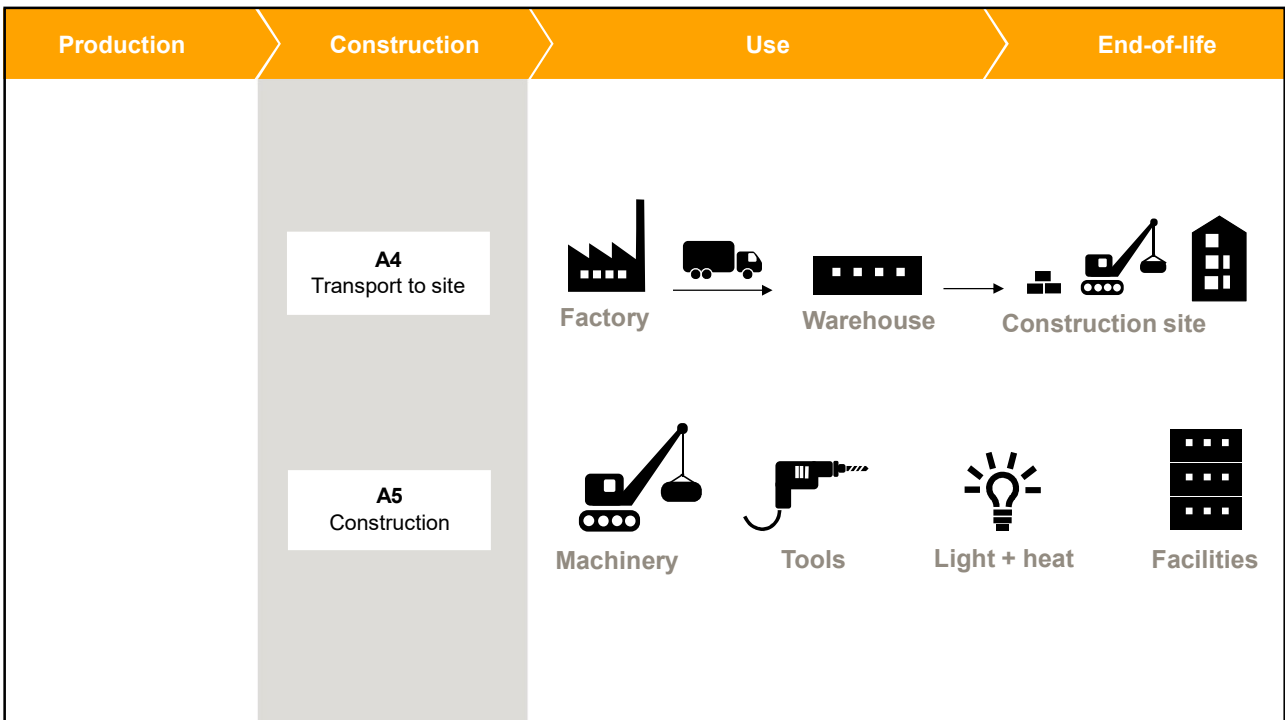 Production
Construction
Use
End-of-life
A4
Transport to site
Factory
Warehouse
Construction site
A5
Construction
Machinery
Tools
Light + heat
Facilities